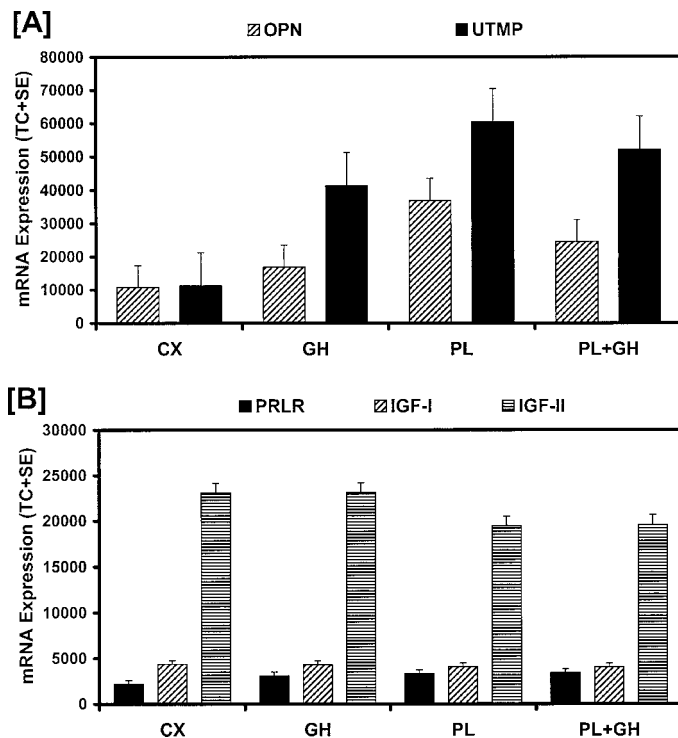 [A]
OPN UTMP
mRNA Expression (TC+SE)
80000
70000
60000
50000
40000
30000
20000
10000
0
CX GH PL PL+GH
[B]
PRLR IGF-I IGF-II
mRNA Expression (TC+SE)
30000
25000
20000
15000
10000
5000
0
CX GH PL PL+GH